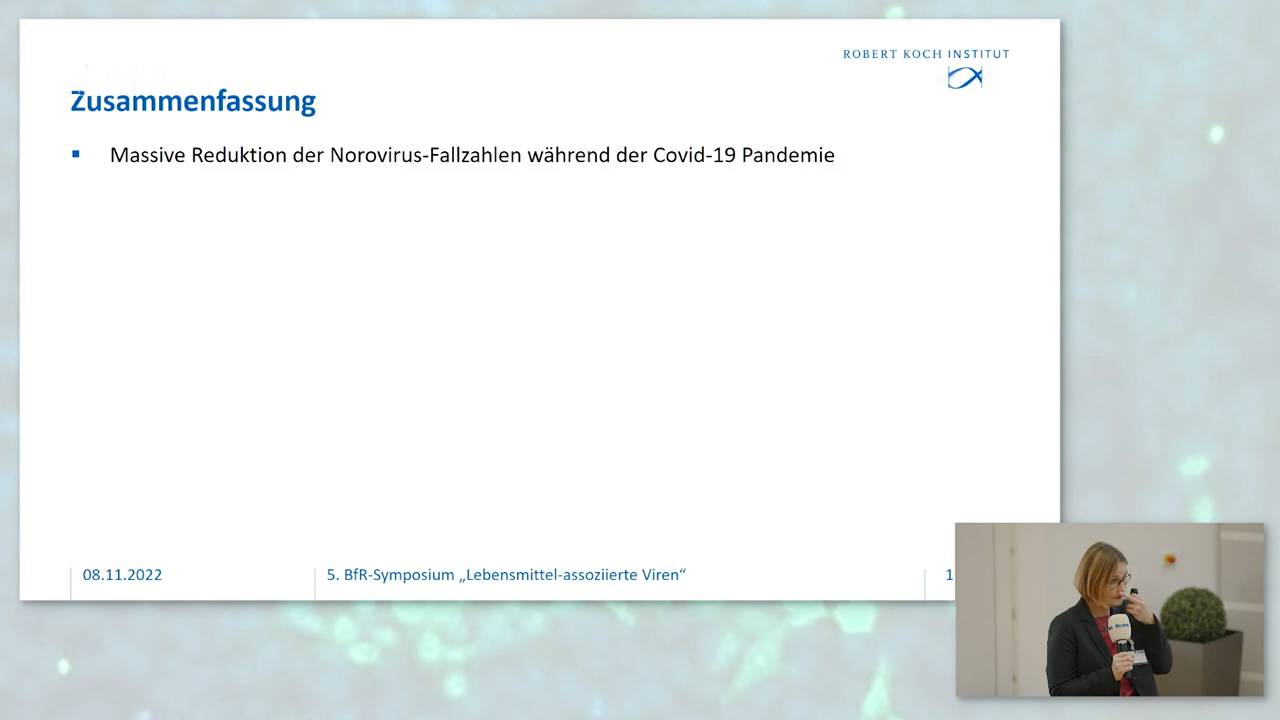 ROBERT KOCH INSTITUT
Zusammenfassung
Massive Reduktion der Norovirus-Fallzahlen während der Covid-19 Pandemie
08.11.2022
5. BfR-Symposium „Lebensmittel-assoziierte Viren“
1